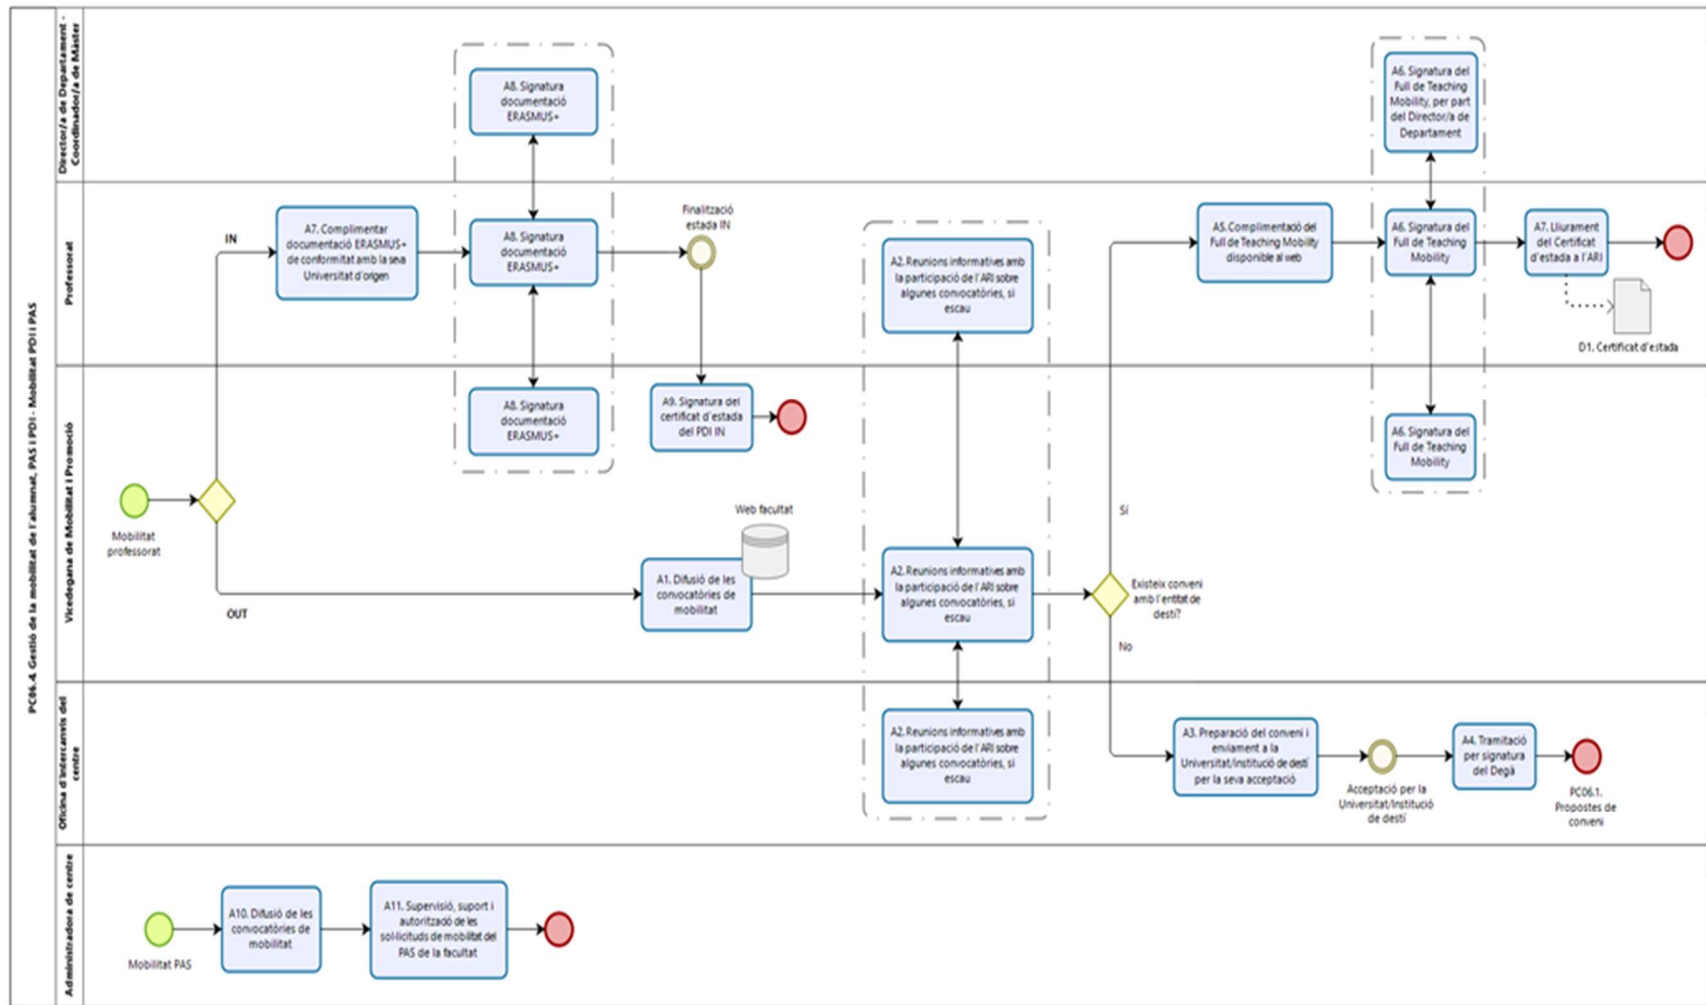 PC06.4. Gestió de la mobilitat de l'alumnat, PAS i PDI - Mobilitat PDI i PAS
Director/a de Departament -
Coordinador/a de Màster
A8. Signatura
documentació
ERASMUS+
A6. Signatura del
Full de Teaching
Mobility, per part
del Director/a de
Departament
Professorat
IN
A7. Complimentar
documentació ERASMUS+
de conformitat amb la seva
Universitat d'origen
A8. Signatura
documentació
ERASMUS+
Finalització
estada IN
A2. Reunions informatives amb
la participació de l'ARI sobre
algunes convocatòries, si
escau
A5. Complimentació del
Full de Teaching Mobility
disponible al web
A6. Signatura del
Full de Teaching
Mobility
A7. Lliurament
del Certificat
d'estada a l'ARI
D1. Certificat d'estada
Vicedegana de Mobilitat i Promoció
Mobilitat
professorat
OUT
A8. Signatura
documentació
ERASMUS+
A9. Signatura del
certificat d'estada
del PDI IN
Web facultat
A1. Difusió de les
convocatòries de
mobilitat
A2. Reunions informatives amb
la participació de l'ARI sobre
algunes convocatòries, si
escau
Sí
Existeix conveni
amb l'entitat de
destí?
No
A6. Signatura del
Full de Teaching
Mobility
Oficina d'Intercanvis del
centre
A2. Reunions informatives amb
la participació de l'ARI sobre
algunes convocatòries, si
escau
A3. Preparació del conveni i
enviament a la
Universitat/institució de destí
per la seva acceptació
Acceptació per la
Universitat/Institució
de destí
A4. Tramitació
per signatura
del Degà
PC06.1.
Propostes de
conveni
Administradora de centre
Mobilitat PAS
A10. Difusió de les
convocatòries de
mobilitat
A11. Supervisió, suport i
autorització de les
sol·licituds de mobilitat del
PAS de la facultat